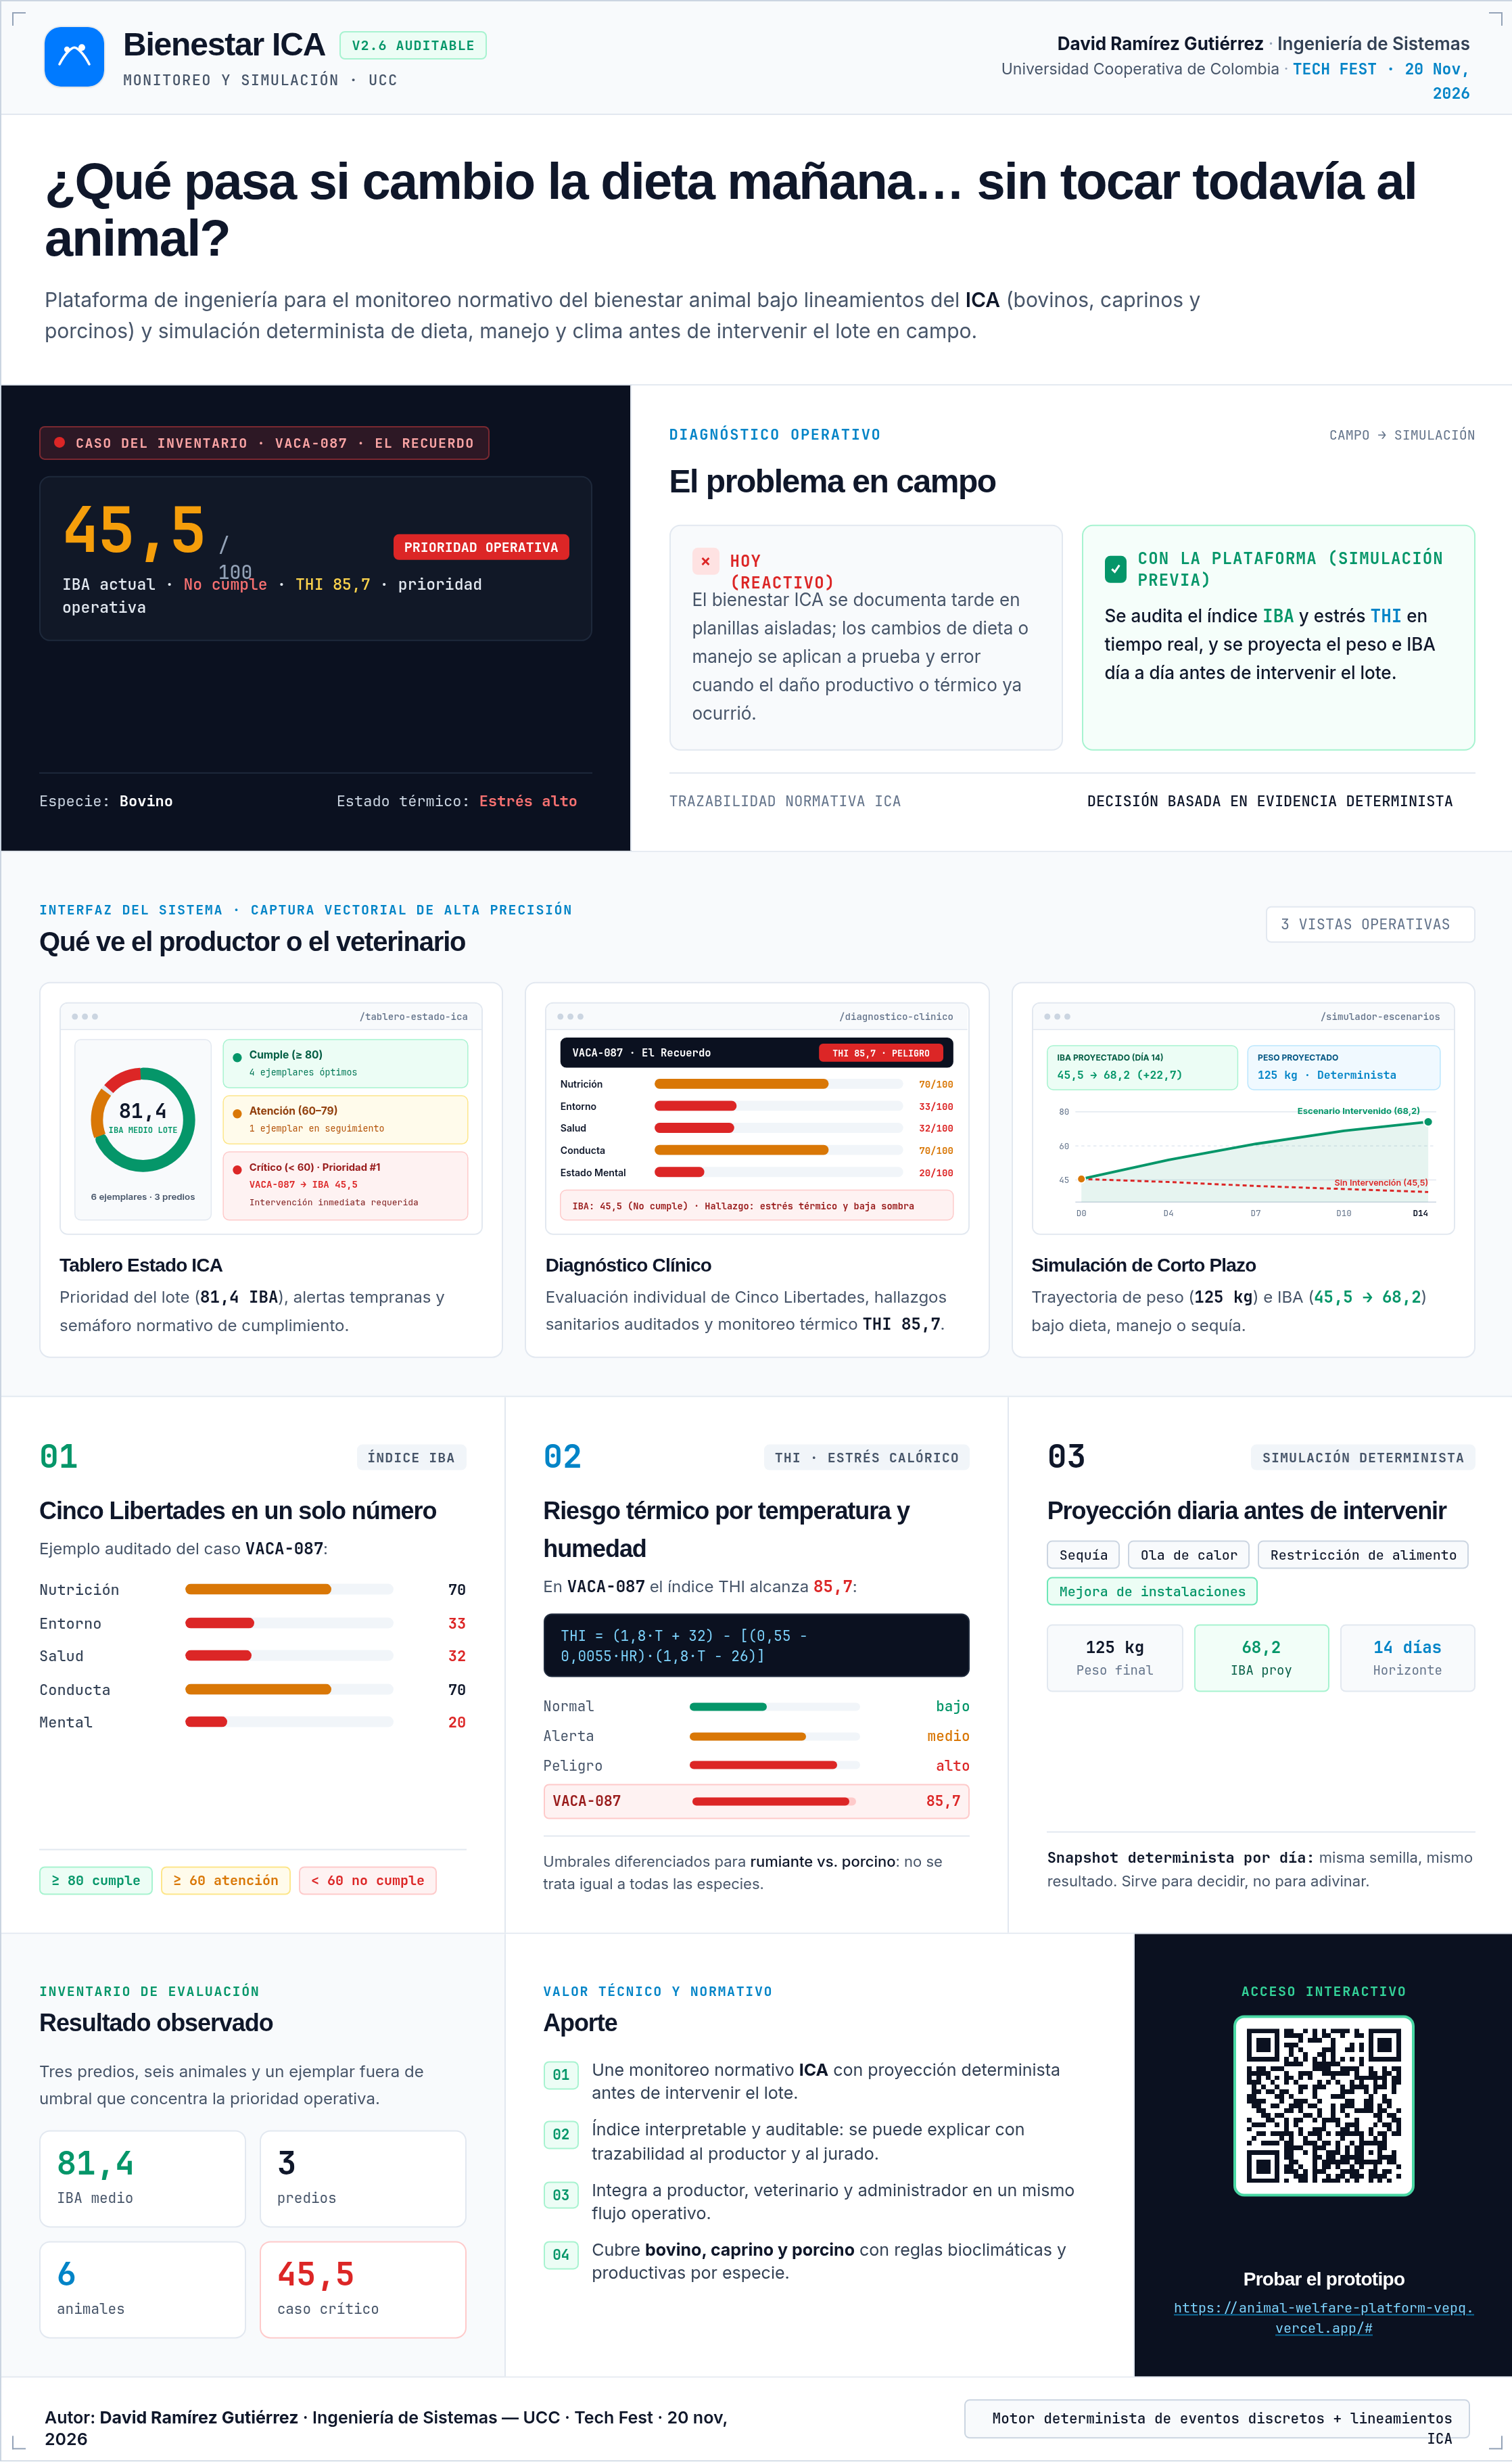 Bienestar ICA V2.6 AUDITABLE
MONITOREO Y SIMULACIÓN · UCC
David Ramírez Gutiérrez · Ingeniería de Sistemas
Universidad Cooperativa de Colombia · TECH FEST · 20 Nov,
2026
¿Qué pasa si cambio la dieta mañana... sin tocar todavía al
animal?
Plataforma de ingeniería para el monitoreo normativo del bienestar animal bajo lineamientos del ICA (bovinos, caprinos y
porcinos) y simulación determinista de dieta, manejo y clima antes de intervenir el lote en campo.
CASO DEL INVENTARIO · VACA-087 · EL RECUERDO
45,5 /
100
PRIORIDAD OPERATIVA
IBA actual · No cumple · THI 85,7 · prioridad
operativa
Especie: Bovino
Estado térmico: Estrés alto
DIAGNÓSTICO OPERATIVO
CAMPO → SIMULACIÓN
El problema en campo
HOY
(REACTIVO)
El bienestar ICA se documenta tarde en
planillas aisladas; los cambios de dieta o
manejo se aplican a prueba y error
cuando el daño productivo o térmico ya
ocurrió.
CON LA PLATAFORMA (SIMULACIÓN
PREVIA)
Se audita el índice IBA y estrés THI en
tiempo real, y se proyecta el peso e IBA
día a día antes de intervenir el lote.
TRAZABILIDAD NORMATIVA ICA
DECISIÓN BASADA EN EVIDENCIA DETERMINISTA
INTERFAZ DEL SISTEMA · CAPTURA VECTORIAL DE ALTA PRECISIÓN
Qué ve el productor o el veterinario
3 VISTAS OPERATIVAS
/tablero-estado-ica
81,4
IBA MEDIO LOTE
6 ejemplares · 3 predios
Cumple (≥ 80)
4 ejemplares óptimos
Atención (60–79)
1 ejemplar en seguimiento
Crítico (< 60) · Prioridad #1
VACA-087 → IBA 45,5
Intervención inmediata requerida
Tablero Estado ICA
Prioridad del lote (81,4 IBA), alertas tempranas y
semáforo normativo de cumplimiento.
/diagnostico-clinico
VACA-087 · El Recuerdo
THI 85,7 · PELIGRO
Nutrición 70/100
Entorno 33/100
Salud 32/100
Conducta 70/100
Estado Mental 20/100
IBA: 45,5 (No cumple) · Hallazgo: estrés térmico y baja sombra
Diagnóstico Clínico
Evaluación individual de Cinco Libertades, hallazgos
sanitarios auditados y monitoreo térmico THI 85,7.
/simulador-escenarios
IBA PROYECTADO (DÍA 14)
45,5 → 68,2 (+22,7)
PESO PROYECTADO
125 kg · Determinista
80
60
45
Escenario Intervenido (68,2)
Sin Intervención (45,5)
D0 D4 D7 D10 D14
Simulación de Corto Plazo
Trayectoria de peso (125 kg) e IBA (45,5 → 68,2)
bajo dieta, manejo o sequía.
01
ÍNDICE IBA
Cinco Libertades en un solo número
Ejemplo auditado del caso VACA-087:
Nutrición 70
Entorno 33
Salud 32
Conducta 70
Mental 20
≥ 80 cumple
≥ 60 atención
< 60 no cumple
02
THI · ESTRÉS CALÓRICO
Riesgo térmico por temperatura y
humedad
En VACA-087 el índice THI alcanza 85,7:
THI = (1,8·T + 32) - [(0,55 -
0,0055·HR)·(1,8·T - 26)]
Normal bajo
Alerta medio
Peligro alto
VACA-087 85,7
Umbrales diferenciados para rumiante vs. porcino: no se
trata igual a todas las especies.
03
SIMULACIÓN DETERMINISTA
Proyección diaria antes de intervenir
Sequía
Ola de calor
Restricción de alimento
Mejora de instalaciones
125 kg
Peso final
68,2
IBA proy
14 días
Horizonte
Snapshot determinista por día: misma semilla, mismo
resultado. Sirve para decidir, no para adivinar.
INVENTARIO DE EVALUACIÓN
Resultado observado
Tres predios, seis animales y un ejemplar fuera de
umbral que concentra la prioridad operativa.
81,4
IBA medio
3
predios
6
animales
45,5
caso crítico
VALOR TÉCNICO Y NORMATIVO
Aporte
01 Une monitoreo normativo ICA con proyección determinista
antes de intervenir el lote.
02 Índice interpretable y auditable: se puede explicar con
trazabilidad al productor y al jurado.
03 Integra a productor, veterinario y administrador en un mismo
flujo operativo.
04 Cubre bovino, caprino y porcino con reglas bioclimáticas y
productivas por especie.
ACCESO INTERACTIVO
Probar el prototipo
https://animal-welfare-platform-vepq.
vercel.app/#
Autor: David Ramírez Gutiérrez · Ingeniería de Sistemas — UCC · Tech Fest · 20 nov,
2026
Motor determinista de eventos discretos + lineamientos
ICA